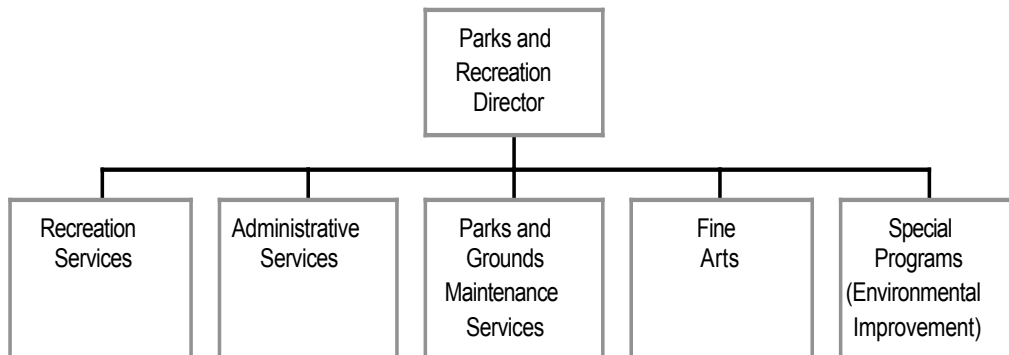 Parks and
Recreation
Director
Recreation
Services
Administrative
Services
Parks and
Grounds
Maintenance
Services
Fine
Arts
Special
Programs
(Environmental
Improvement)